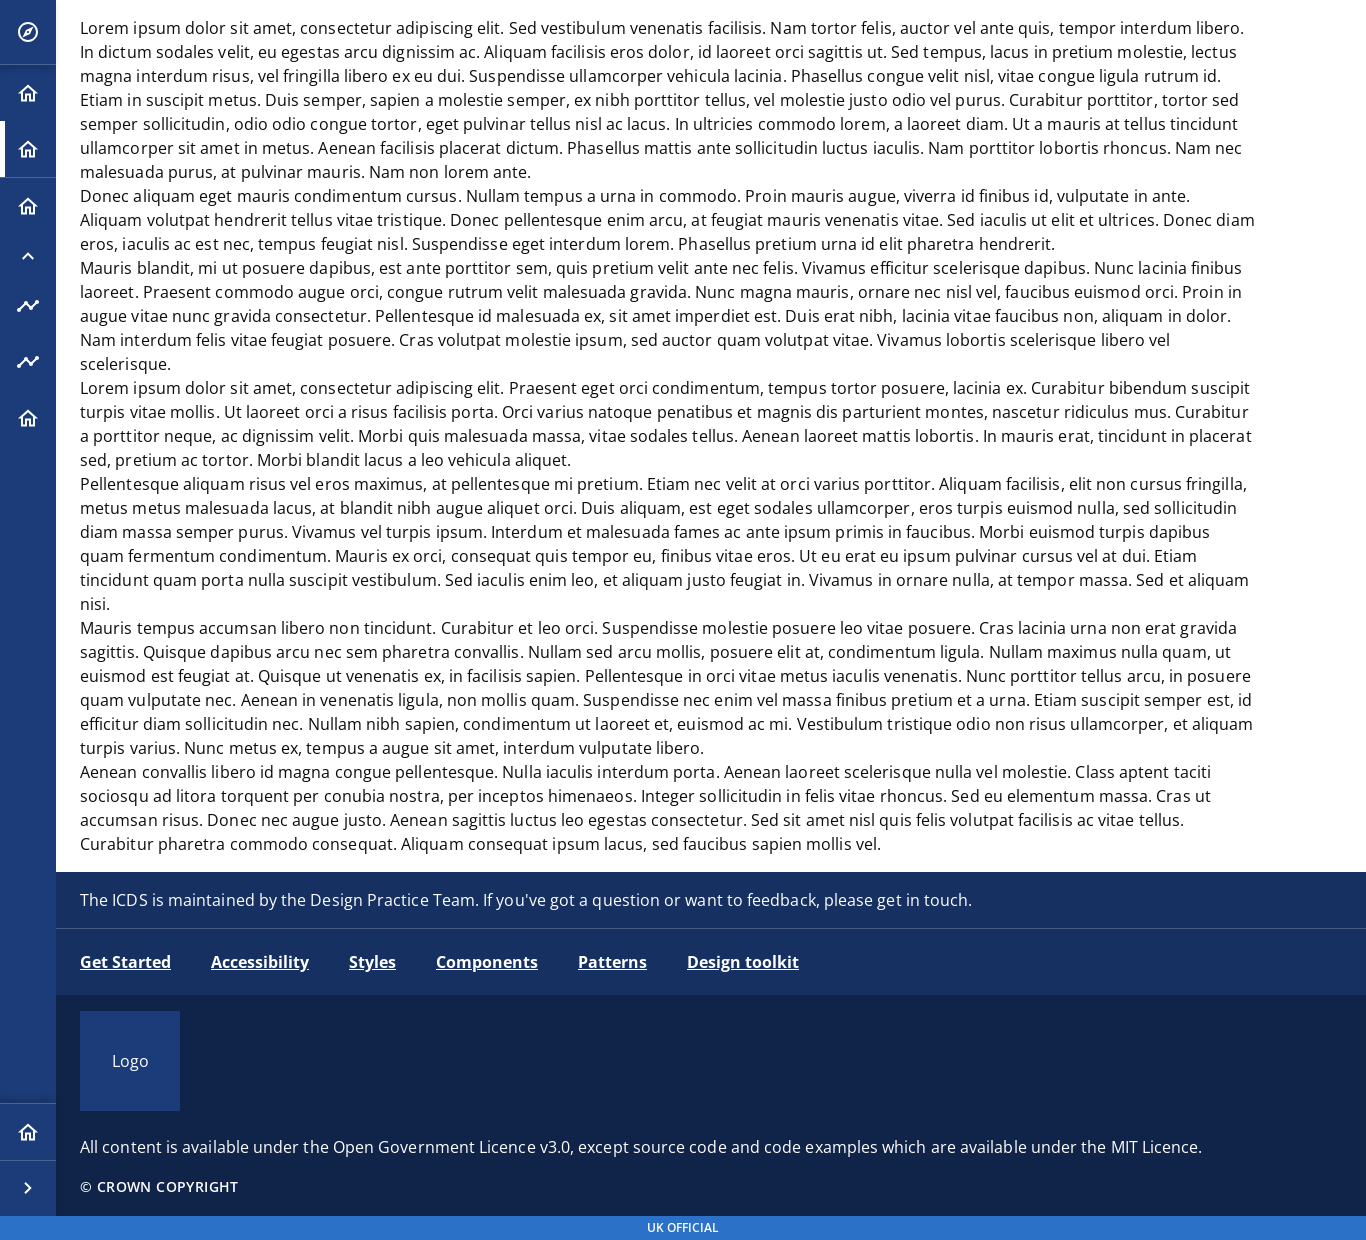 Lorem ipsum dolor sit amet, consectetur adipiscing elit. Sed vestibulum venenatis facilisis. Nam tortor felis, auctor vel ante quis, tempor interdum libero.
In dictum sodales velit, eu egestas arcu dignissim ac. Aliquam facilisis eros dolor, id laoreet orci sagittis ut. Sed tempus, lacus in pretium molestie, lectus
magna interdum risus, vel fringilla libero ex eu dui. Suspendisse ullamcorper vehicula lacinia. Phasellus congue velit nisl, vitae congue ligula rutrum id.
Etiam in suscipit metus. Duis semper, sapien a molestie semper, ex nibh porttitor tellus, vel molestie justo odio vel purus. Curabitur porttitor, tortor sed
semper sollicitudin, odio odio congue tortor, eget pulvinar tellus nisl ac lacus. In ultricies commodo lorem, a laoreet diam. Ut a mauris at tellus tincidunt
ullamcorper sit amet in metus. Aenean facilisis placerat dictum. Phasellus mattis ante sollicitudin luctus iaculis. Nam porttitor lobortis rhoncus. Nam nec
malesuada purus, at pulvinar mauris. Nam non lorem ante.
Donec aliquam eget mauris condimentum cursus. Nullam tempus a urna in commodo. Proin mauris augue, viverra id finibus id, vulputate in ante.
Aliquam volutpat hendrerit tellus vitae tristique. Donec pellentesque enim arcu, at feugiat mauris venenatis vitae. Sed iaculis ut elit et ultrices. Donec diam
eros, iaculis ac est nec, tempus feugiat nisl. Suspendisse eget interdum lorem. Phasellus pretium urna id elit pharetra hendrerit.
Mauris blandit, mi ut posuere dapibus, est ante porttitor sem, quis pretium velit ante nec felis. Vivamus efficitur scelerisque dapibus. Nunc lacinia finibus
laoreet. Praesent commodo augue orci, congue rutrum velit malesuada gravida. Nunc magna mauris, ornare nec nisl vel, faucibus euismod orci. Proin in
augue vitae nunc gravida consectetur. Pellentesque id malesuada ex, sit amet imperdiet est. Duis erat nibh, lacinia vitae faucibus non, aliquam in dolor.
Nam interdum felis vitae feugiat posuere. Cras volutpat molestie ipsum, sed auctor quam volutpat vitae. Vivamus lobortis scelerisque libero vel
scelerisque.
Lorem ipsum dolor sit amet, consectetur adipiscing elit. Praesent eget orci condimentum, tempus tortor posuere, lacinia ex. Curabitur bibendum suscipit
turpis vitae mollis. Ut laoreet orci a risus facilisis porta. Orci varius natoque penatibus et magnis dis parturient montes, nascetur ridiculus mus. Curabitur
a porttitor neque, ac dignissim velit. Morbi quis malesuada massa, vitae sodales tellus. Aenean laoreet mattis lobortis. In mauris erat, tincidunt in placerat
sed, pretium ac tortor. Morbi blandit lacus a leo vehicula aliquet.
Pellentesque aliquam risus vel eros maximus, at pellentesque mi pretium. Etiam nec velit at orci varius porttitor. Aliquam facilisis, elit non cursus fringilla,
metus metus malesuada lacus, at blandit nibh augue aliquet orci. Duis aliquam, est eget sodales ullamcorper, eros turpis euismod nulla, sed sollicitudin
diam massa semper purus. Vivamus vel turpis ipsum. Interdum et malesuada fames ac ante ipsum primis in faucibus. Morbi euismod turpis dapibus
quam fermentum condimentum. Mauris ex orci, consequat quis tempor eu, finibus vitae eros. Ut eu erat eu ipsum pulvinar cursus vel at dui. Etiam
tincidunt quam porta nulla suscipit vestibulum. Sed iaculis enim leo, et aliquam justo feugiat in. Vivamus in ornare nulla, at tempor massa. Sed et aliquam
nisi.
Mauris tempus accumsan libero non tincidunt. Curabitur et leo orci. Suspendisse molestie posuere leo vitae posuere. Cras lacinia urna non erat gravida
sagittis. Quisque dapibus arcu nec sem pharetra convallis. Nullam sed arcu mollis, posuere elit at, condimentum ligula. Nullam maximus nulla quam, ut
euismod est feugiat at. Quisque ut venenatis ex, in facilisis sapien. Pellentesque in orci vitae metus iaculis venenatis. Nunc porttitor tellus arcu, in posuere
quam vulputate nec. Aenean in venenatis ligula, non mollis quam. Suspendisse nec enim vel massa finibus pretium et a urna. Etiam suscipit semper est, id
efficitur diam sollicitudin nec. Nullam nibh sapien, condimentum ut laoreet et, euismod ac mi. Vestibulum tristique odio non risus ullamcorper, et aliquam
turpis varius. Nunc metus ex, tempus a augue sit amet, interdum vulputate libero.
Aenean convallis libero id magna congue pellentesque. Nulla iaculis interdum porta. Aenean laoreet scelerisque nulla vel molestie. Class aptent taciti
sociosqu ad litora torquent per conubia nostra, per inceptos himenaeos. Integer sollicitudin in felis vitae rhoncus. Sed eu elementum massa. Cras ut
accumsan risus. Donec nec augue justo. Aenean sagittis luctus leo egestas consectetur. Sed sit amet nisl quis felis volutpat facilisis ac vitae tellus.
Curabitur pharetra commodo consequat. Aliquam consequat ipsum lacus, sed faucibus sapien mollis vel.
The ICDS is maintained by the Design Practice Team. If you've got a question or want to feedback, please get in touch.
Get Started Accessibility Styles Components Patterns Design toolkit
Logo
All content is available under the Open Government Licence v3.0, except source code and code examples which are available under the MIT Licence.
© CROWN COPYRIGHT
UK OFFICIAL